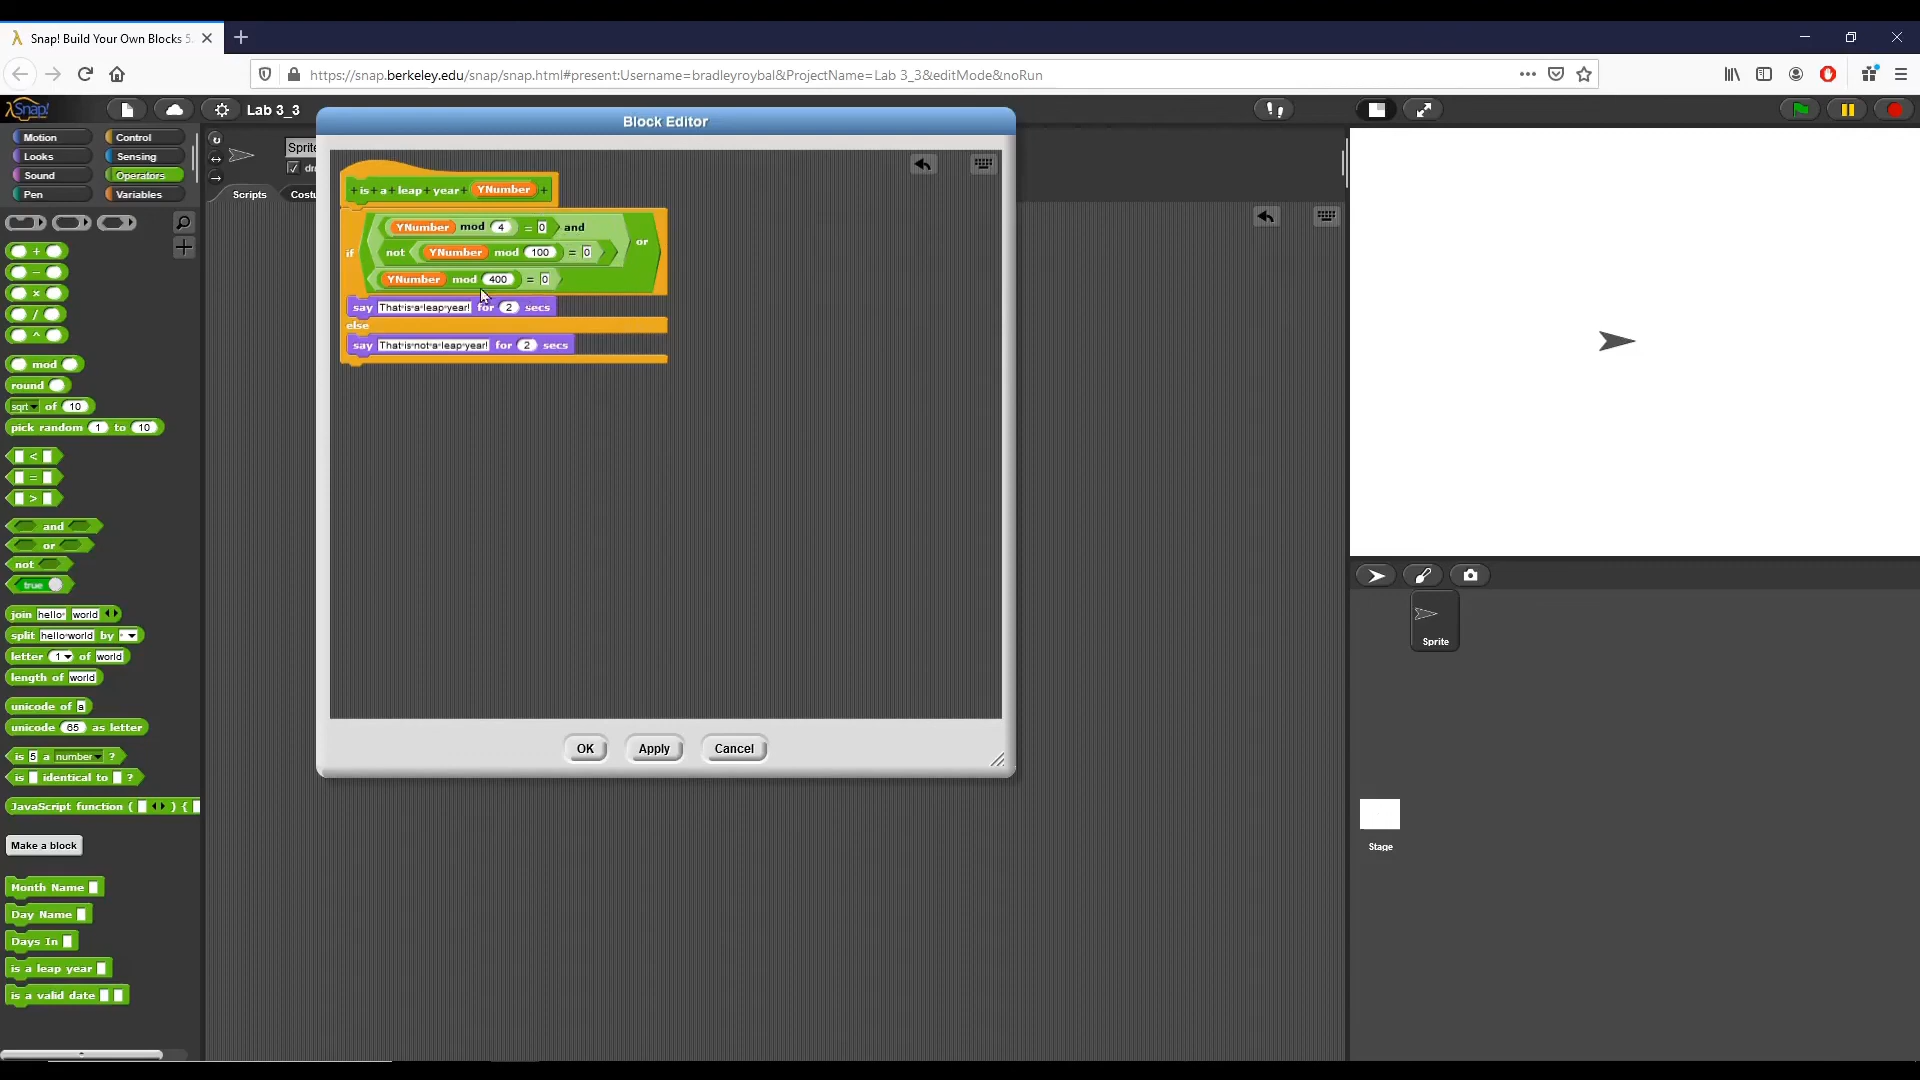 Snap! Build Your Own Blocks 5.
https://snap.berkeley.edu/snap/snap.html#present:Username=bradleyroybal&ProjectName=Lab 3_3&editMode&noRun
Snap!
Lab 3_3
Block Editor
Motion
Control
Looks
Sensing
Sound
Operators
Pen
Variables
Sprite
dr
Scripts
Costu
+
−
×
/
^
mod
round
sqrt of 10
pick random 1 to 10
<
=
>
and
or
not
true
join hello world
split hello world by
letter 1 of world
length of world
unicode of a
unicode 65 as letter
is 5 a number ?
is identical to ?
JavaScript function ( ) {
Make a block
Month Name
Day Name
Days In
is a leap year
is a valid date
+ is + a + leap + year + YNumber +
if
YNumber mod 4 = 0 and
not YNumber mod 100 = 0
or
YNumber mod 400 = 0
say That is a leap year! for 2 secs
else
say That is not a leap year! for 2 secs
OK Apply Cancel
Sprite
Stage